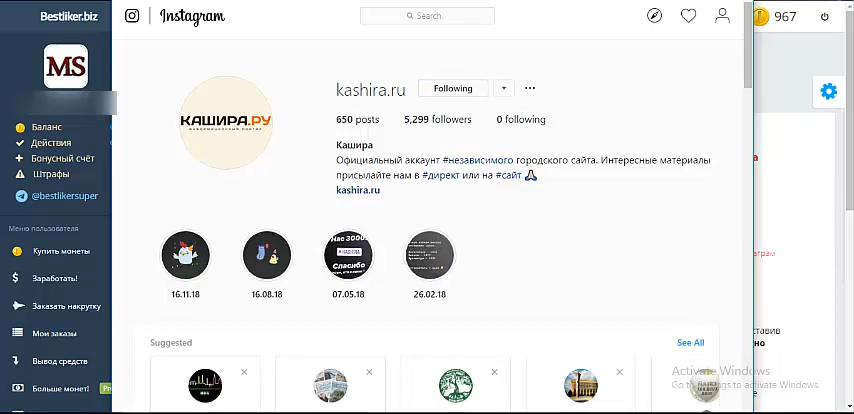 Bestliker.biz
MS
Баланс
Действия
Бонусный счёт
Штрафы
@bestlikersuper
Меню пользователя
Купить монеты
Заработать!
Заказать накрутку
Мои заказы
Вывод средств
Больше монет!
Instagram
Search
967
КАШИРА.РУ
ИНФОРМАЦИОННЫЙ ПОРТАЛ
kashira.ru Following
650 posts 5,299 followers 0 following
Кашира
Официальный аккаунт #независимого городского сайта. Интересные материалы
присылайте нам в #директ или на #сайт
kashira.ru
Нас 3000
Спасибо
16.11.18 16.08.18 07.05.18 26.02.18
Suggested See All
Activate Windows
Go to Settings to activate Windows.